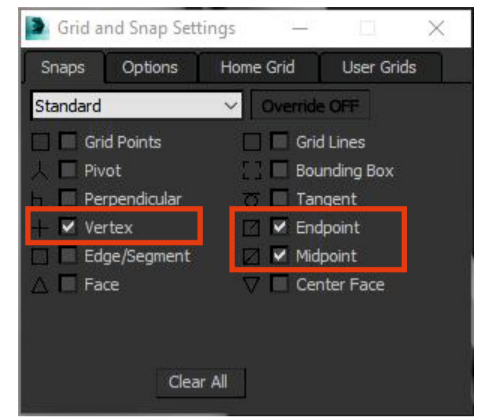 Grid and Snap Settings
Snaps Options Home Grid User Grids
Standard Override OFF
Grid Points Grid Lines
Pivot Bounding Box
Perpendicular Tangent
Vertex Endpoint
Edge/Segment Midpoint
Face Center Face
Clear All